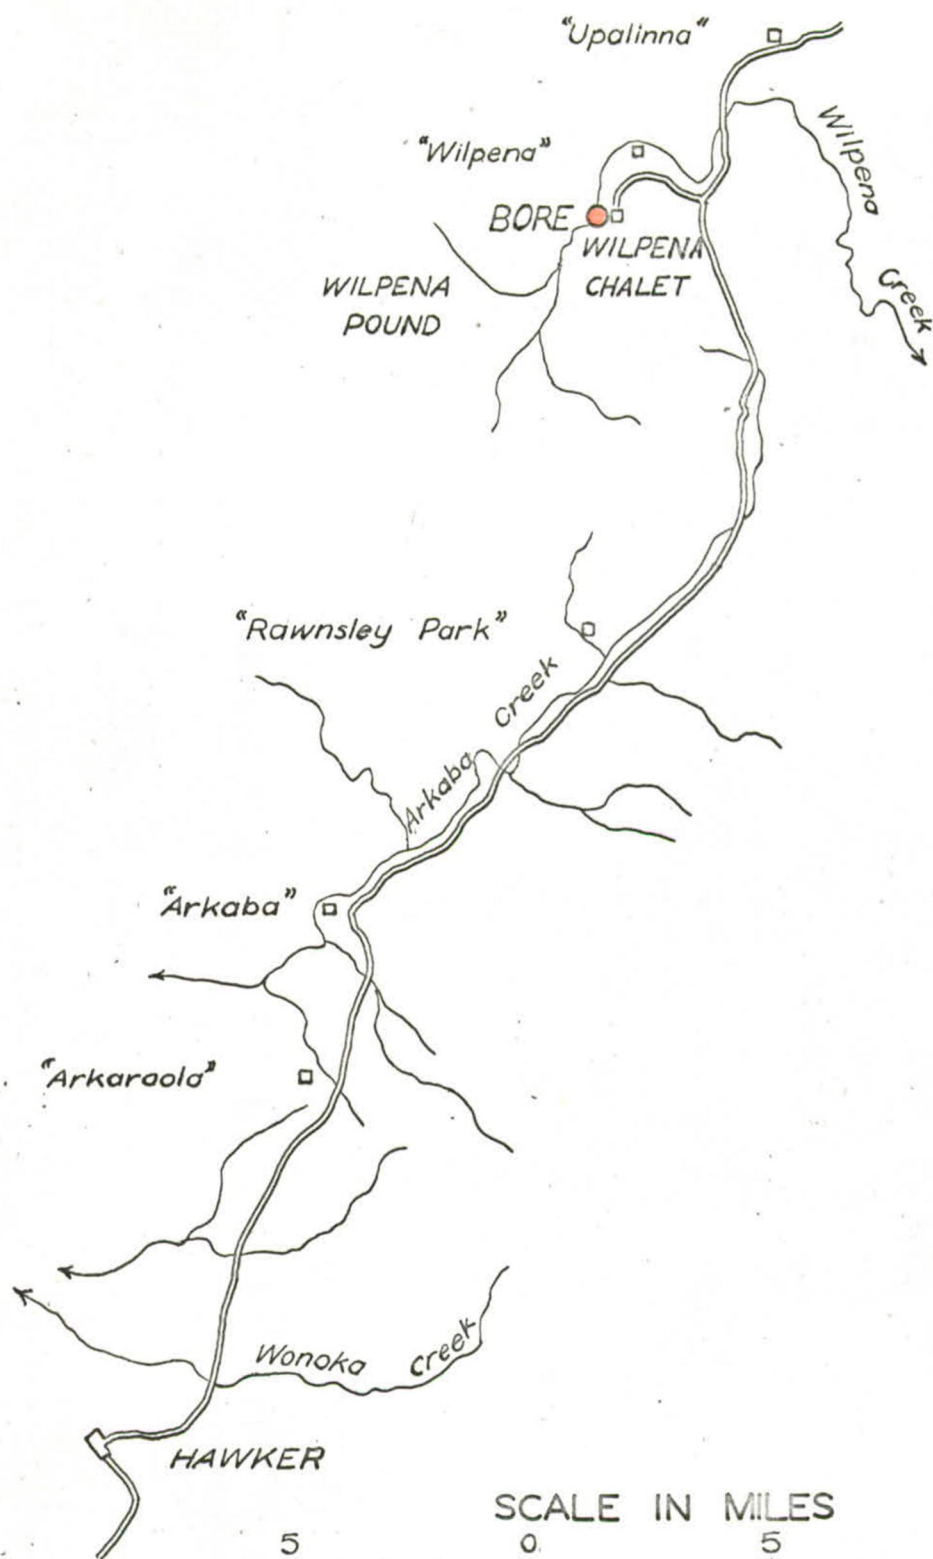 "Upalinna"
"Wilpena"
Wilpena Creek
BORE
WILPENA
CHALET
WILPENA
POUND
"Rawnsley Park"
Arkaba Creek
"Arkaba"
"Arkaroola"
Wonoka Creek
HAWKER
SCALE IN MILES
5 0 5